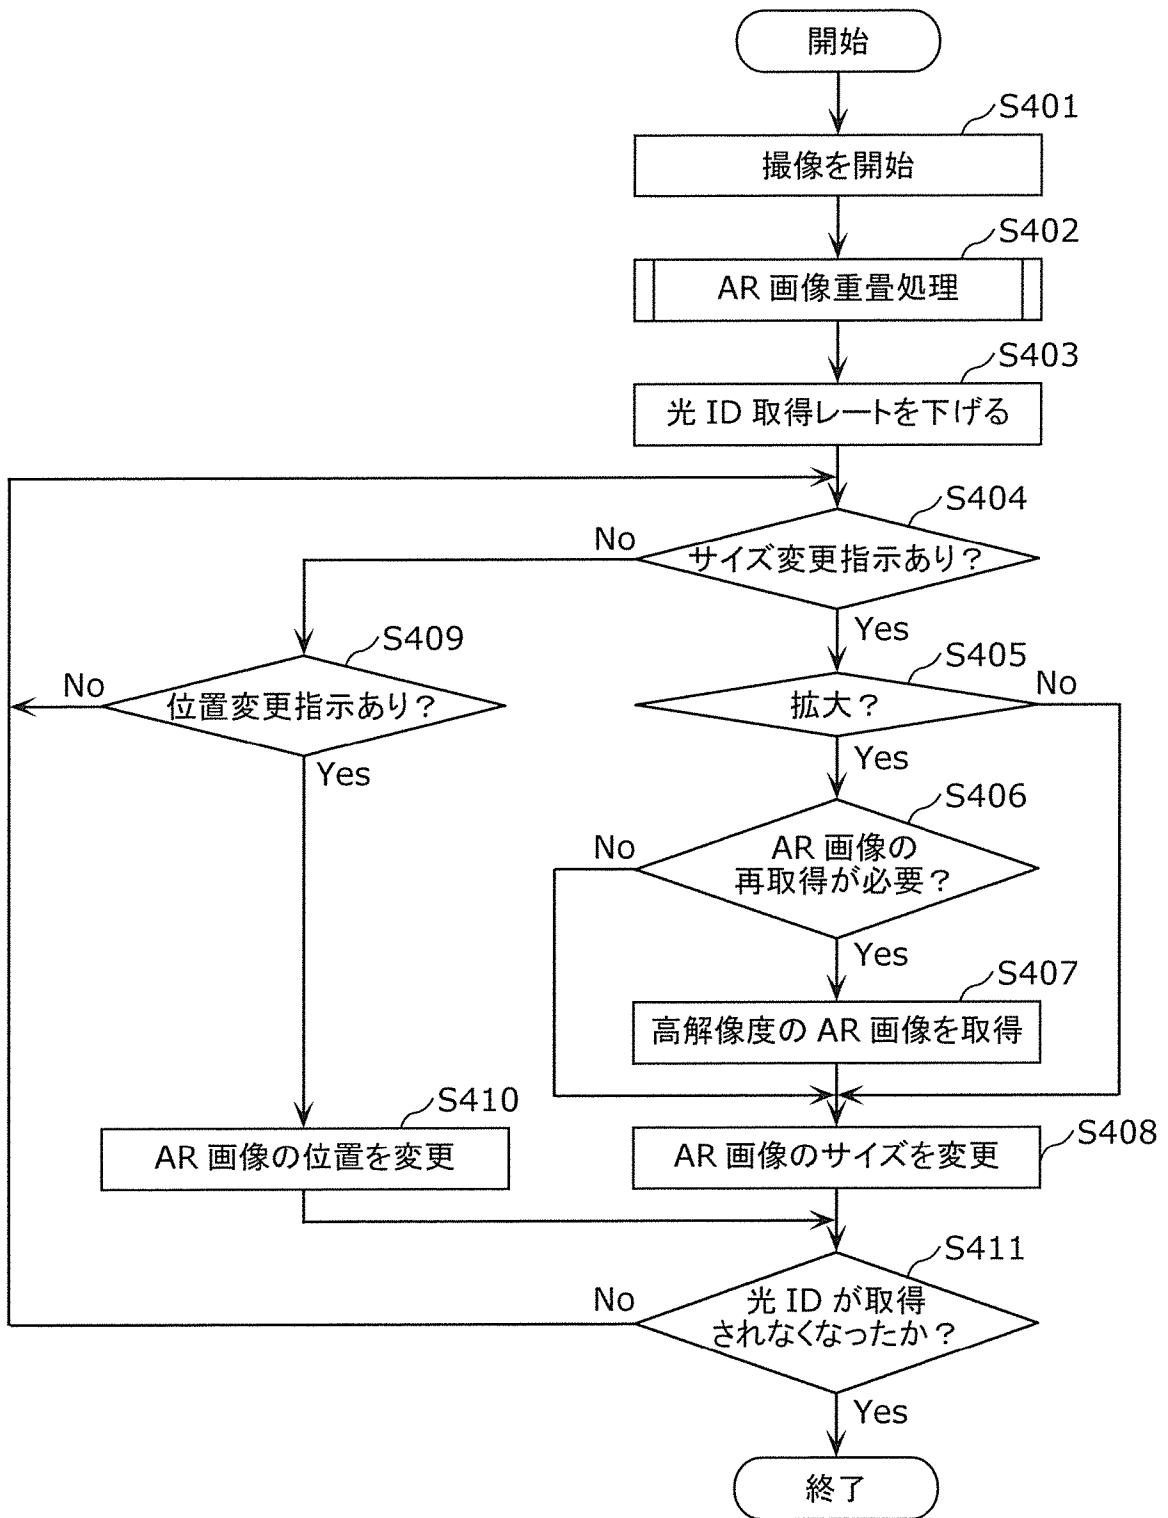 開始
S401
撮像を開始
S402
AR 画像重畳処理
S403
光 ID 取得レートを下げる
S404
No
サイズ変更指示あり？
Yes
S409
No
位置変更指示あり？
Yes
S405
No
拡大？
Yes
S406
No
AR 画像の
再取得が必要？
Yes
S407
高解像度の AR 画像を取得
S410
AR 画像の位置を変更
S408
AR 画像のサイズを変更
S411
No
光 ID が取得
されなくなったか？
Yes
終了